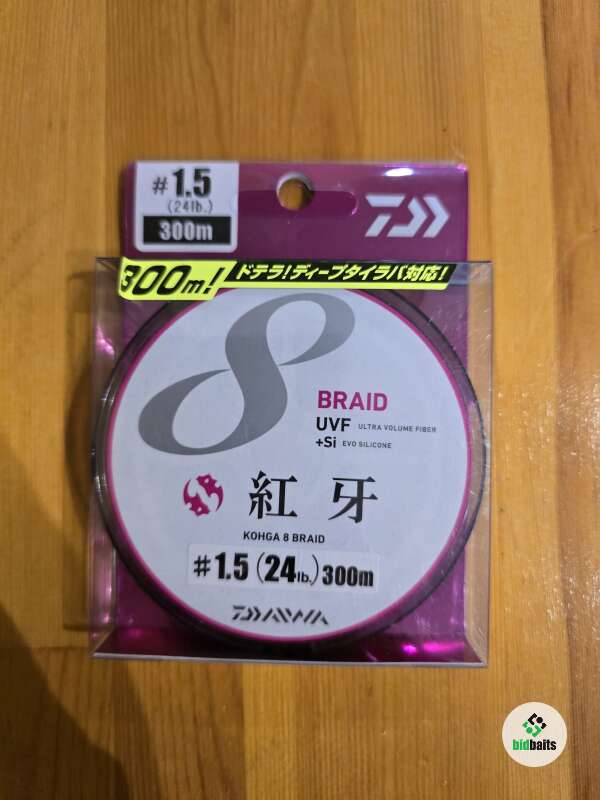 #1.5
(24lb.)
300m
300m!
ドテラ!ディープタイラバ対応!
8
BRAID
UVF ULTRA VOLUME FIBER
+Si EVO SILICONE
紅牙
KOHGA 8 BRAID
#1.5(24lb.)300m
DAIWA
bidbaits